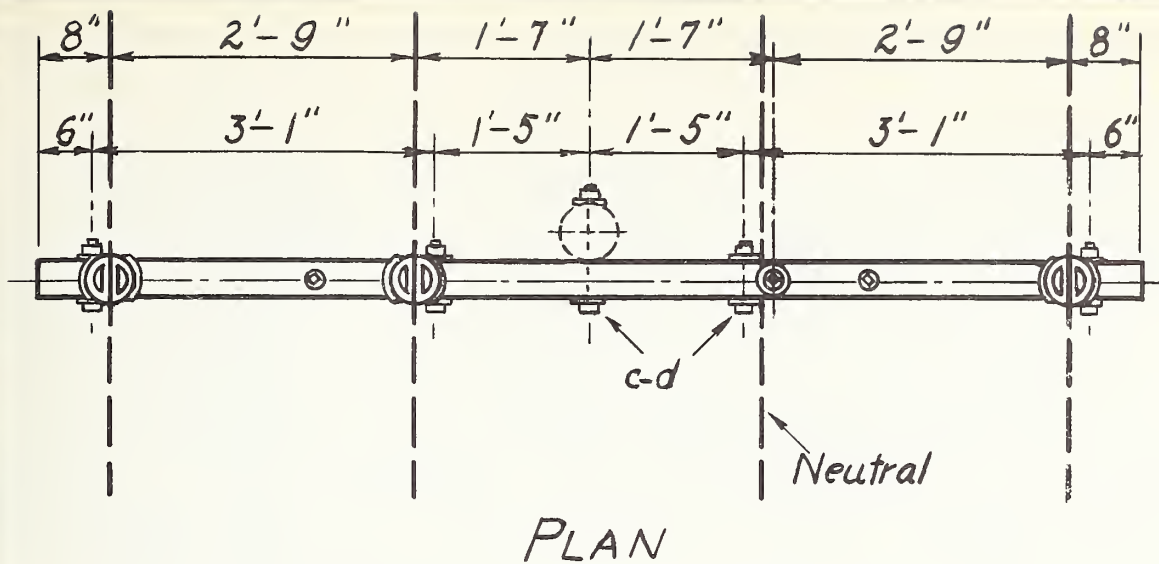 8" 2'-9" 1'-7" 1'-7" 2'-9" 8"
6" 3'-1" 1'-5" 1'-5" 3'-1" 6"
c-d
Neutral
PLAN